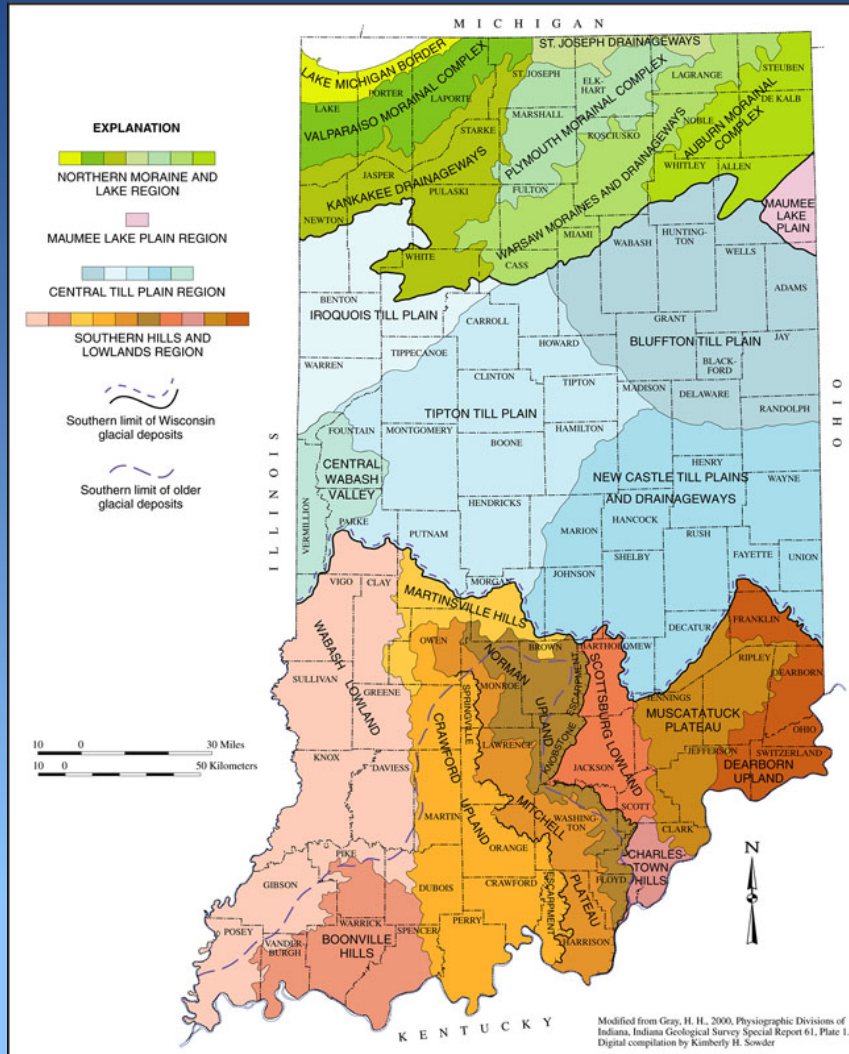 MICHIGAN
LAKE MICHIGAN BORDER
ST. JOSEPH DRAINAGEWAYS
STEUBEN
LAGRANGE
ST. JOSEPH
ELK-
HART
PORTER
LAKE
LAPORTE
VALPARAISO MORAINAL COMPLEX
DE KALB
NOBLE
AUBURN MORAINAL
COMPLEX
MARSHALL
PLYMOUTH MORAINAL COMPLEX
KOSCIUSKO
STARKE
EXPLANATION
NORTHERN MORAINE AND
LAKE REGION
JASPER
KANKAKEE DRAINAGEWAYS
PULASKI
FULTON
WARSAW MORAINES AND DRAINAGEWAYS
WHITLEY
ALLEN
NEWTON
MAUMEE
LAKE
PLAIN
MAUMEE LAKE PLAIN REGION
MIAMI
WABASH
HUNTING-
TON
WELLS
WHITE
CASS
ADAMS
CENTRAL TILL PLAIN REGION
BENTON
IROQUOIS TILL PLAIN
CARROLL
GRANT
BLUFFTON TILL PLAIN
JAY
HOWARD
SOUTHERN HILLS AND
LOWLANDS REGION
TIPPECANOE
WARREN
BLACK-
FORD
CLINTON
TIPTON
MADISON
DELAWARE
RANDOLPH
OIHO
Southern limit of Wisconsin
glacial deposits
TIPTON TILL PLAIN
FOUNTAIN
MONTGOMERY
BOONE
HAMILTON
HENRY
WAYNE
NEW CASTLE TILL PLAINS
AND DRAINAGEWAYS
CENTRAL
WABASH
VALLEY
Southern limit of older
glacial deposits
ILLINOIS
VERMILLION
PARKE
PUTNAM
HENDRICKS
MARION
HANCOCK
RUSH
SHELBY
FAYETTE
UNION
JOHNSON
MORGAN
VIGO
CLAY
MARTINSVILLE HILLS
DECATUR
FRANKLIN
OWEN
BROWN
BARTHOLOMEW
RIPLEY
DEARBORN
WABASH LOWLAND
SULLIVAN
GREENE
NORMAN
UPLAND
MONROE
SPRINGVILLE
ESCARPMENT
KNOBSTONE
ESCARPMENT
SCOTTSBURG LOWLAND
JENNINGS
MUSCATATUCK
PLATEAU
OHIO
JEFFERSON
SWITZERLAND
DEARBORN
UPLAND
10 0 30 Miles
10 0 50 Kilometers
KNOX
DAVIESS
CRAWFORD
UPLAND
LAWRENCE
JACKSON
MARTIN
MITCHELL
PLATEAU
WASHING-
TON
SCOTT
CLARK
ORANGE
CHARLES-
TOWN
HILLS
PIKE
GIBSON
DUBOIS
CRAWFORD
FLOYD
N
PERRY
HARRISON
POSEY
VANDER-
BURGH
WARRICK
SPENCER
BOONVILLE
HILLS
KENTUCKY
Modified from Gray, H. H., 2000, Physiographic Divisions of
Indiana, Indiana Geological Survey Special Report 61, Plate 1.
Digital compilation by Kimberly H. Sowder